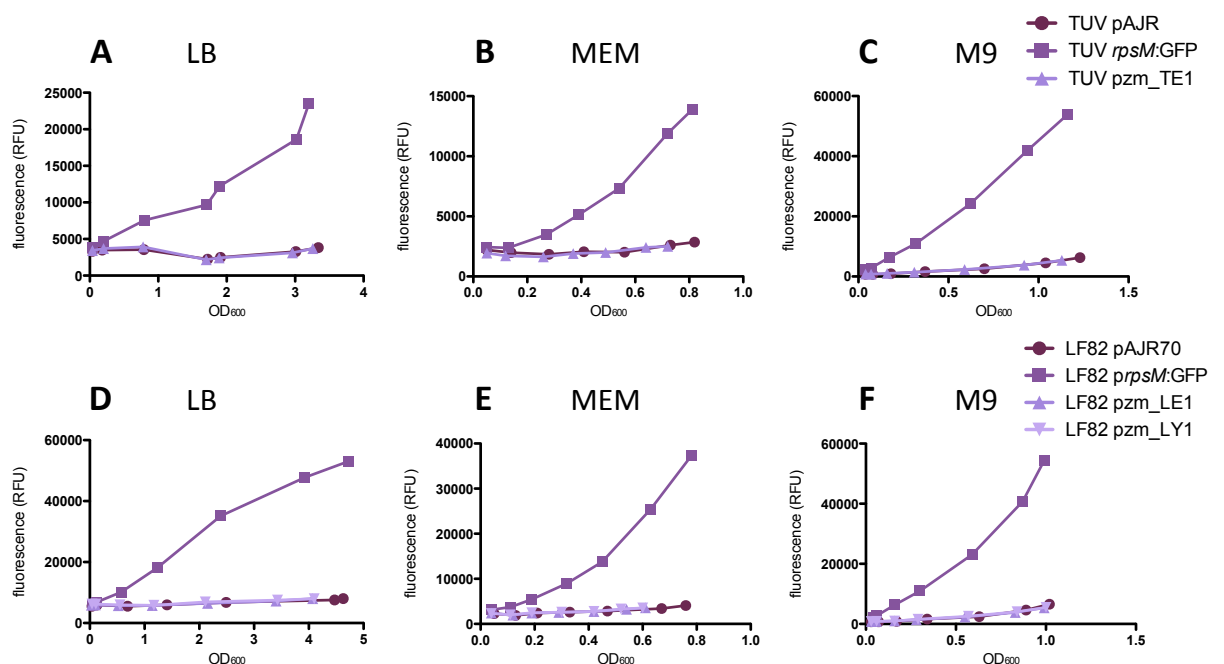 TUV pAJR
A LB B MEM C M9 TUV rpsM:GFP
TUV pzm_TE1
25000
20000
15000
10000
5000
0
fluorescence (RFU)
0 1 2 3 4
OD600
15000
10000
5000
0
fluorescence (RFU)
0.0 0.2 0.4 0.6 0.8 1.0
OD600
60000
40000
20000
0
fluorescence (RFU)
0.0 0.5 1.0 1.5
OD600
LF82 pAJR70
D LB E MEM F M9 LF82 prpsM:GFP
LF82 pzm_LE1
LF82 pzm_LY1
80000
60000
40000
20000
0
fluorescence (RFU)
0 1 2 3 4 5
OD600
40000
30000
20000
10000
0
fluorescence (RFU)
0.0 0.2 0.4 0.6 0.8 1.0
OD600
60000
40000
20000
0
fluorescence (RFU)
0.0 0.5 1.0 1.5
OD600